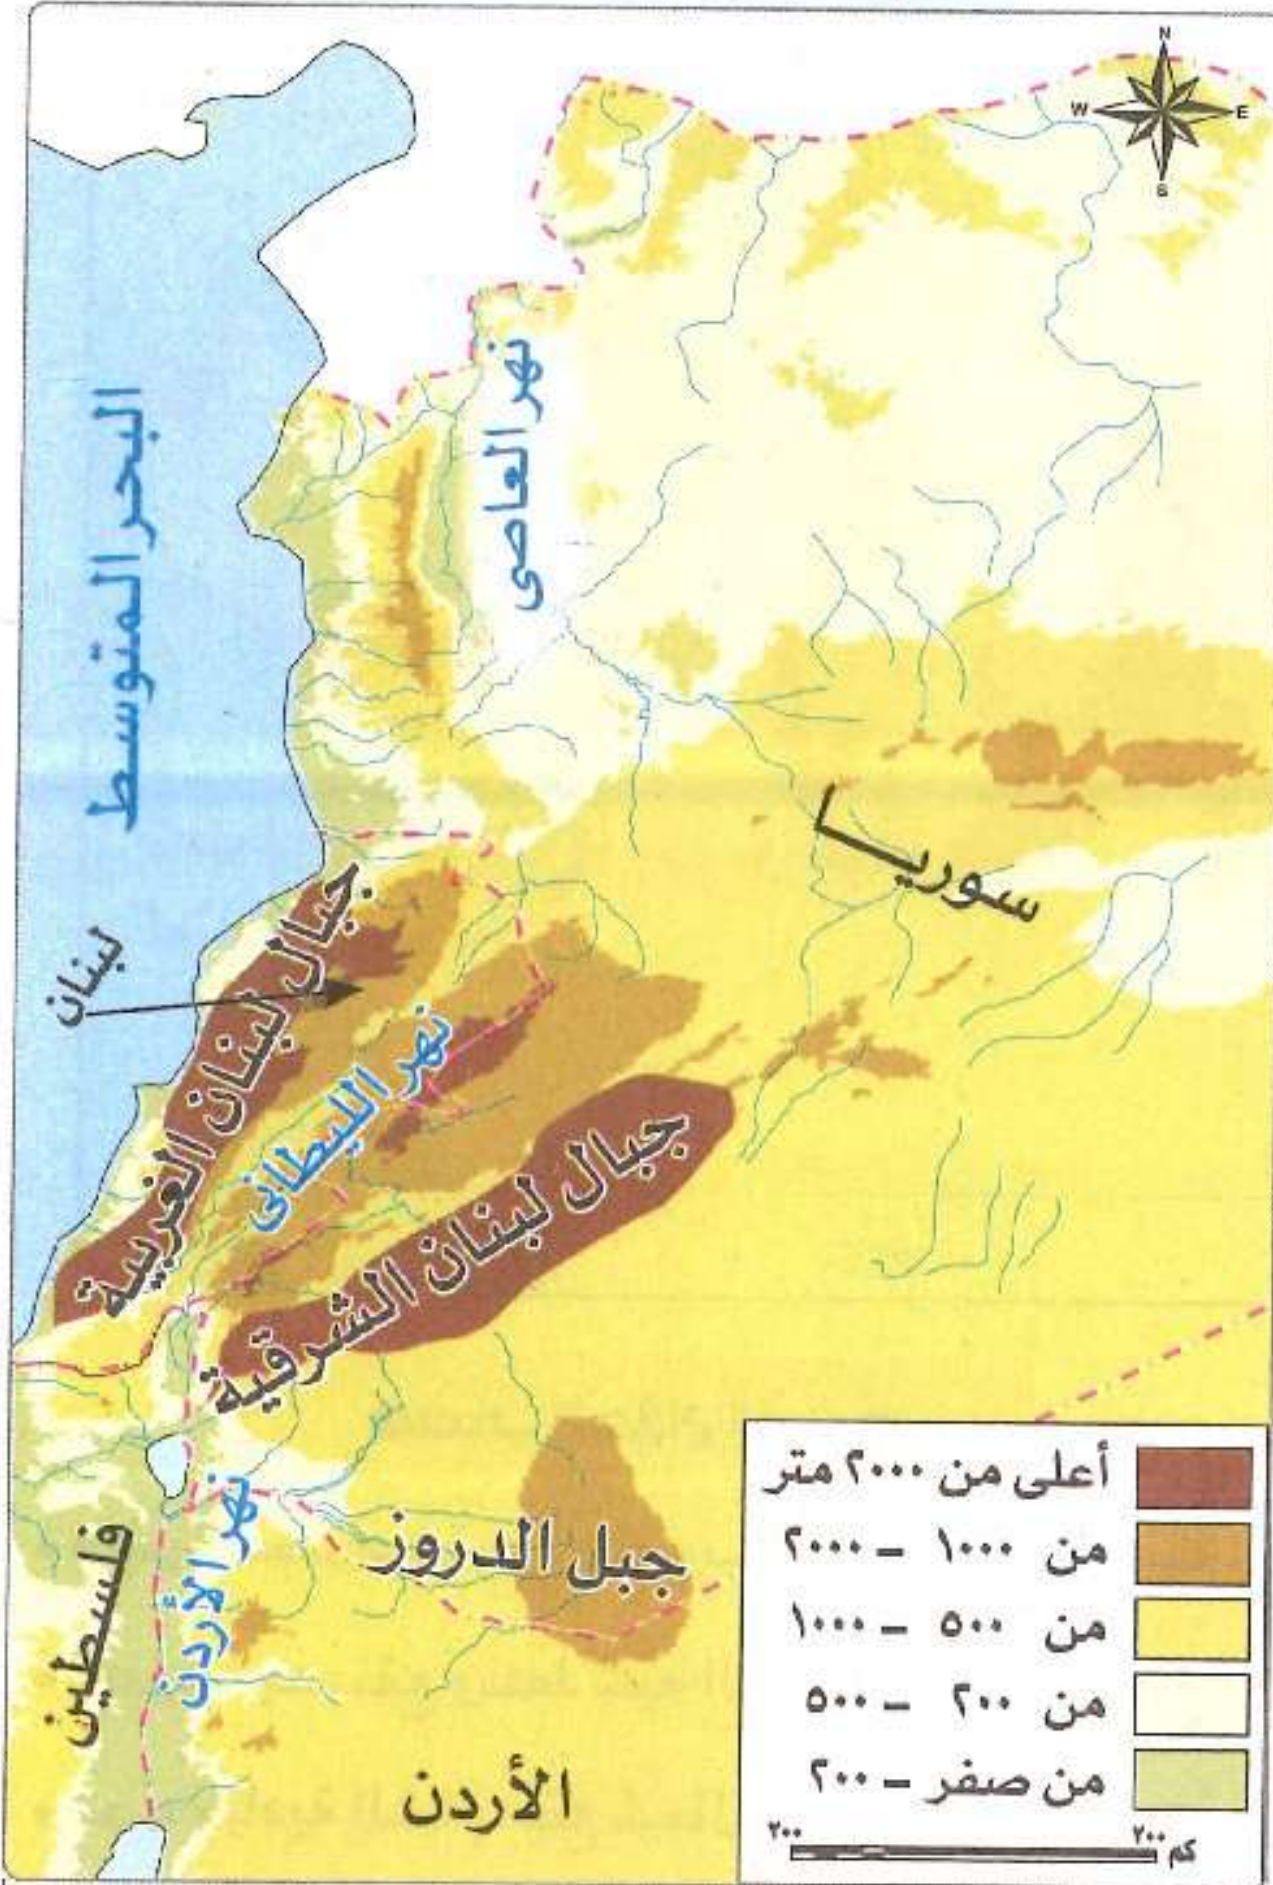 N
W
E
S
البحر المتوسط
نهر العاصى
سوريا
لبنان
جبال لبنان الغربية
نهر الليطانى
جبال لبنان الشرقية
نهر الأردن
فلسطين
جبل الدروز
الأردن
أعلى من ٢٠٠٠ متر
من ١٠٠٠ – ٢٠٠٠
من ٥٠٠ – ١٠٠٠
من ٢٠٠ – ٥٠٠
من صفر – ٢٠٠
٢٠٠
٢٠٠ كم